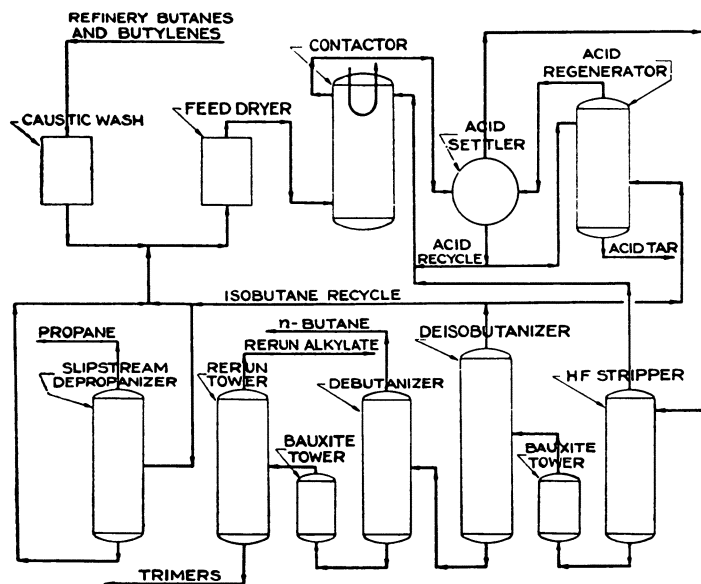 REFINERY BUTANES
AND BUTYLENES
CONTACTOR
ACID
REGENERATOR
CAUSTIC WASH
FEED DRYER
ACID
SETTLER
ACID
RECYCLE
ACID TAR
ISOBUTANE RECYCLE
PROPANE
n-BUTANE
RERUN ALKYLATE
DEISOBUTANIZER
SLIPSTREAM
DEPROPANIZER
RERUN
TOWER
DEBUTANIZER
HF STRIPPER
BAUXITE
TOWER
BAUXITE
TOWER
TRIMERS